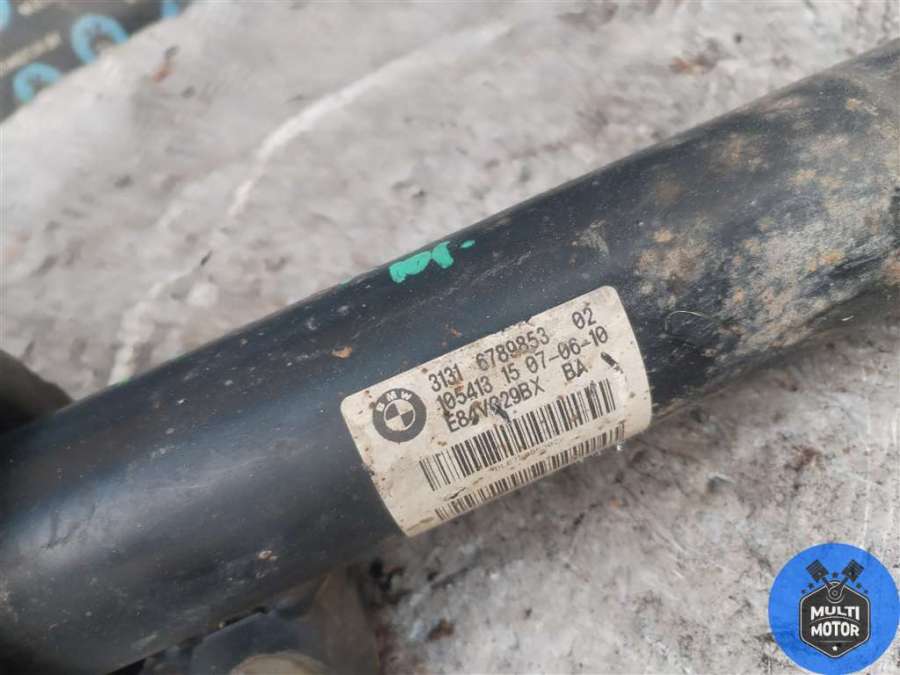 BMW
3131 6789853 02
105413 15 07-06-10
E84V029BX BA
MULTI
MOTOR